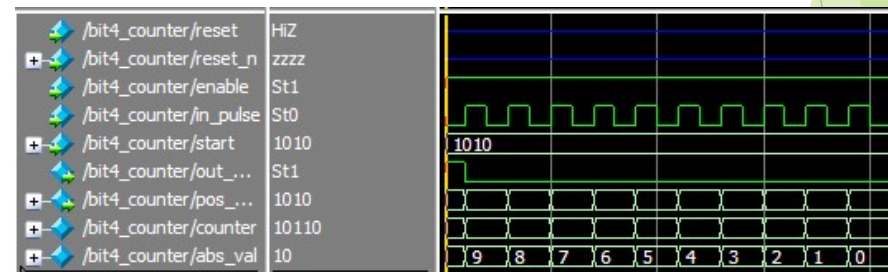 /bit4_counter/reset HiZ
/bit4_counter/reset_n zzzz
/bit4_counter/enable St1
/bit4_counter/in_pulse St0
/bit4_counter/start 1010 1010
/bit4_counter/out_... St1
/bit4_counter/pos_... 1010
/bit4_counter/counter 10110
/bit4_counter/abs_val 10 9 8 7 6 5 4 3 2 1 0